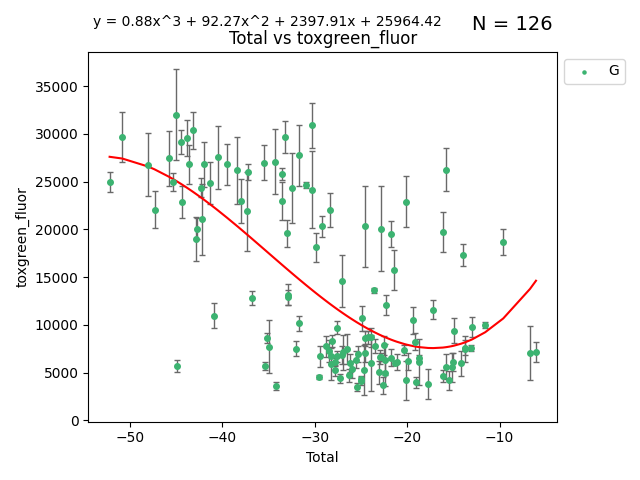 y = 0.88x^3 + 92.27x^2 + 2397.91x + 25964.42
N = 126
Total vs toxgreen_fluor
G
35000
30000
25000
20000
15000
10000
5000
0
toxgreen_fluor
−50 −40 −30 −20 −10
Total